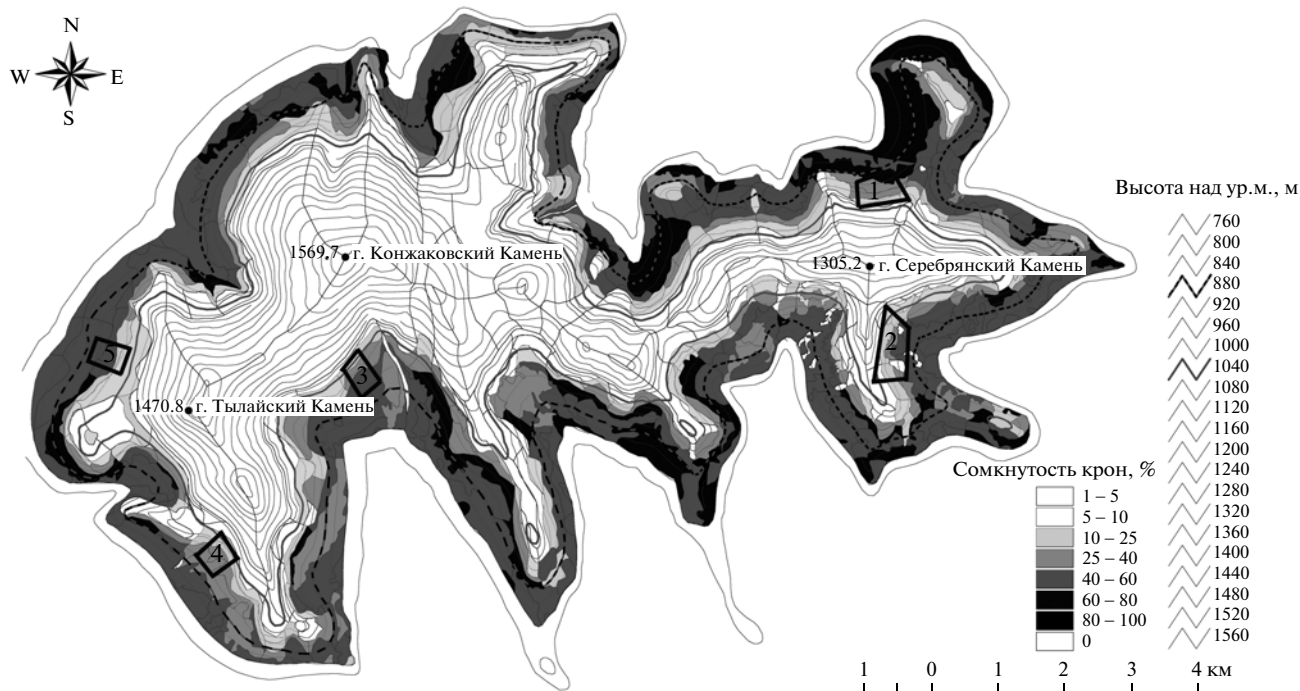 N
W E
S
1
Высота над ур.м., м
760
800
840
880
920
960
1000
1040
1080
1120
1160
1200
1240
1280
1320
1360
1400
1440
1480
1520
1560
1569.7 г. Конжаковский Камень
1305.2 г. Серебрянский Камень
2
5
3
1470.8 г. Тылайский Камень
4
Сомкнутость крон, %
1 – 5
5 – 10
10 – 25
25 – 40
40 – 60
60 – 80
80 – 100
0
1 0 1 2 3 4 км